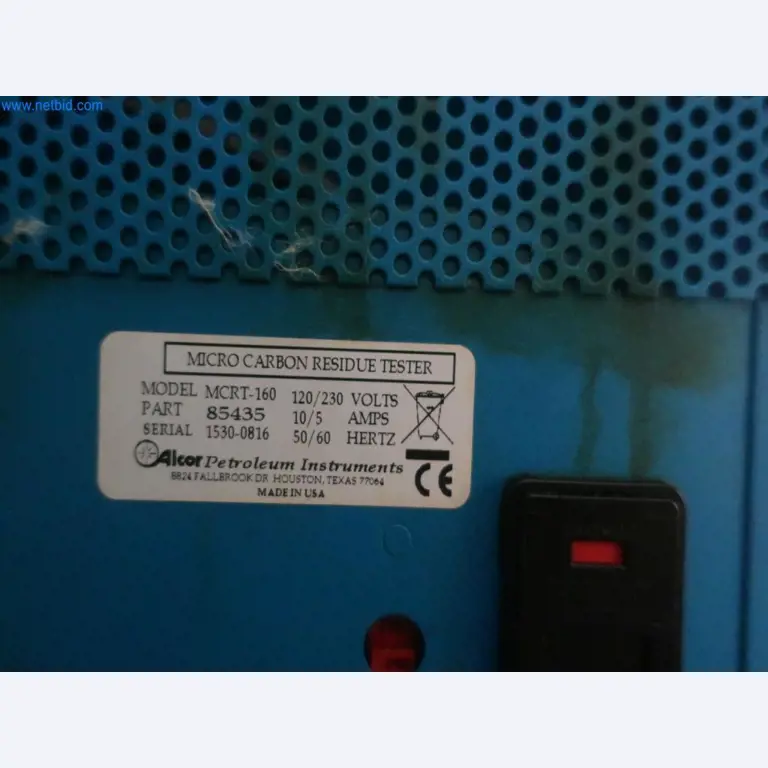 www.netbid.com
MICRO CARBON RESIDUE TESTER
MODEL MCRT-160 120/230 VOLTS
PART 85435 10/5 AMPS
SERIAL 1530-0816 50/60 HERTZ
Alcor Petroleum Instruments
8824 FALLBROOK DR HOUSTON, TEXAS 77064
MADE IN USA
CE